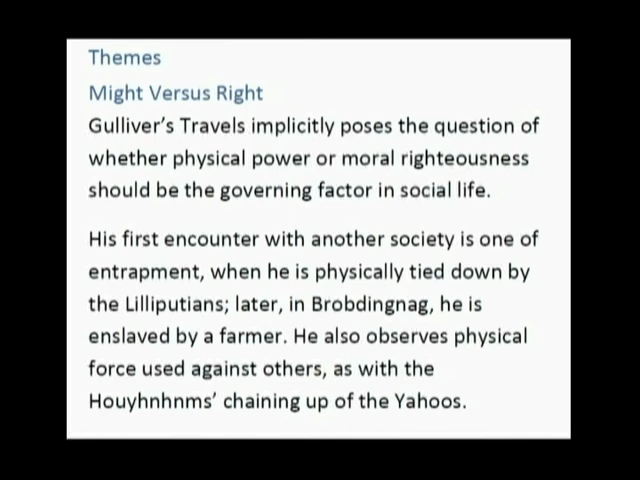 Themes
Might Versus Right
Gulliver's Travels implicitly poses the question of
whether physical power or moral righteousness
should be the governing factor in social life.
His first encounter with another society is one of
entrapment, when he is physically tied down by
the Lilliputians; later, in Brobdingnag, he is
enslaved by a farmer. He also observes physical
force used against others, as with the
Houyhnhnms' chaining up of the Yahoos.